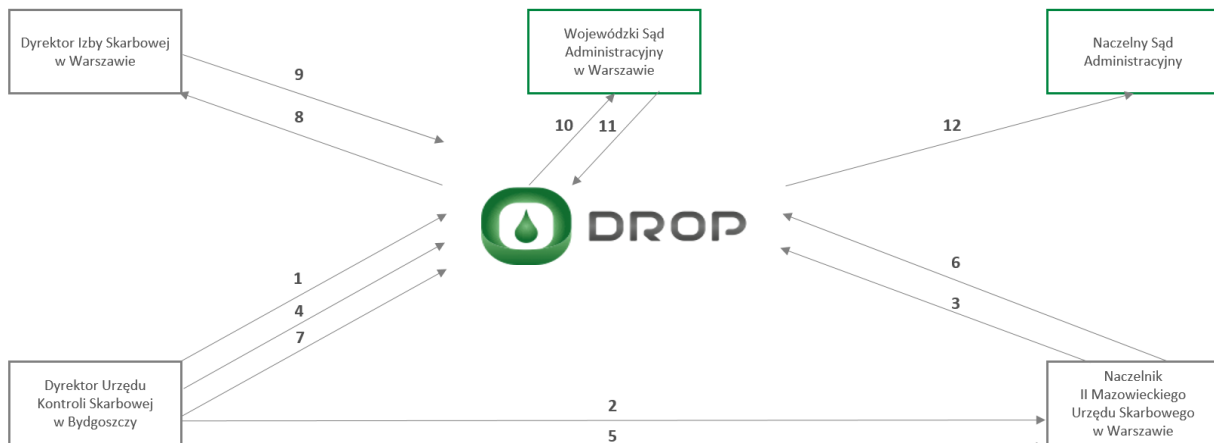 Dyrektor Izby Skarbowej
w Warszawie
Wojewódzki Sąd
Administracyjny
w Warszawie
Naczelny Sąd
Administracyjny
9
8
10
11
12
DROP
1
4
7
6
3
Dyrektor Urzędu
Kontroli Skarbowej
w Bydgoszczy
2
5
Naczelnik
II Mazowieckiego
Urzędu Skarbowego
w Warszawie